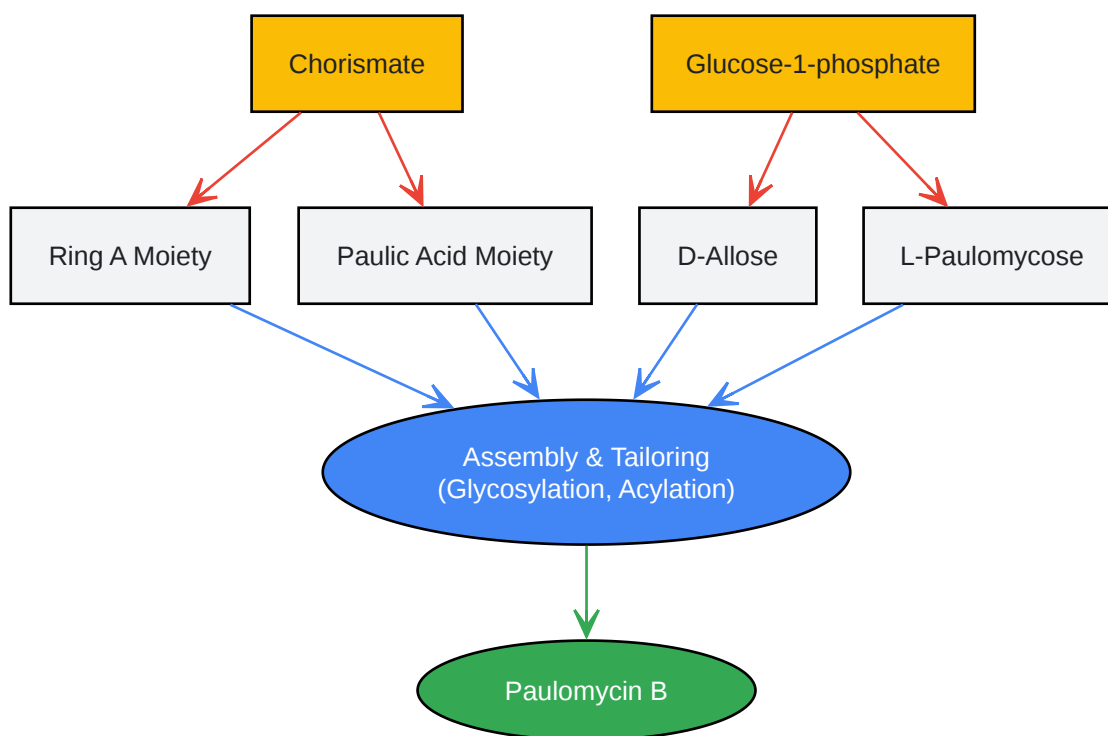 Chorismate
Glucose-1-phosphate
Ring A Moiety
Paulic Acid Moiety
D-Allose
L-Paulomycose
Assembly & Tailoring
(Glycosylation, Acylation)
Paulomycin B